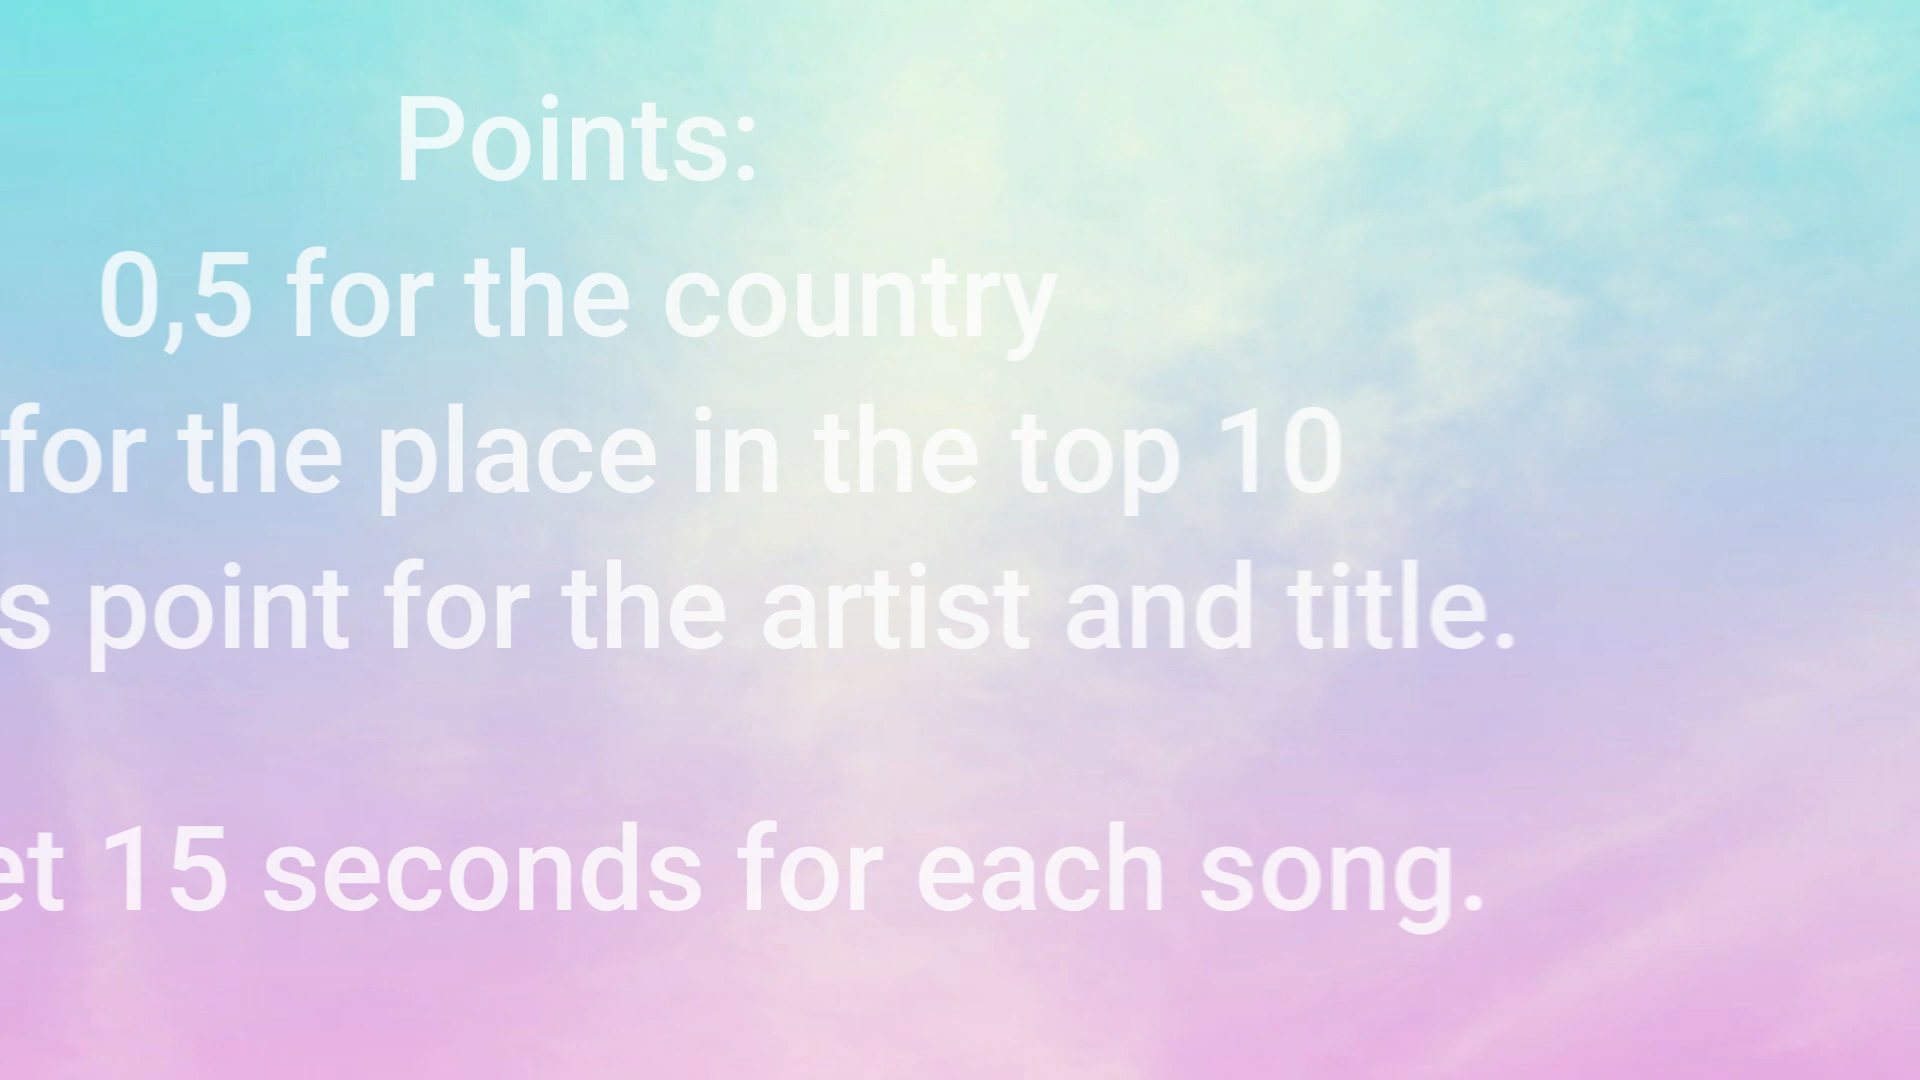 Points:
0,5 for the country
for the place in the top 10
point for the artist and title.
15 seconds for each song.